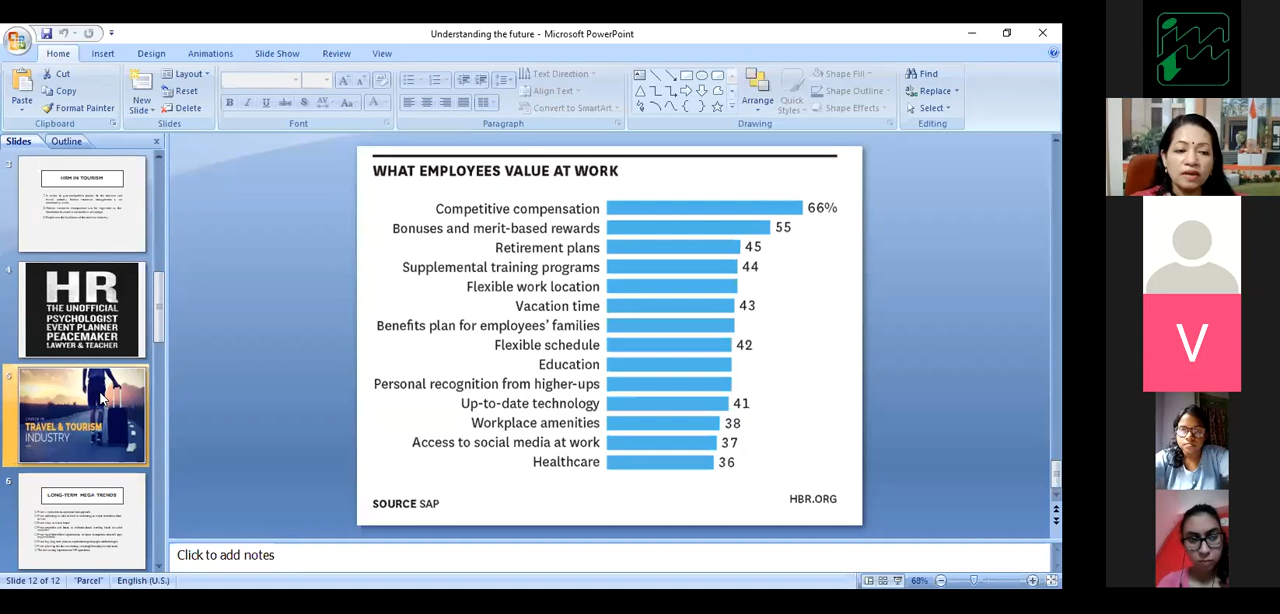 Understanding the future - Microsoft PowerPoint
Home Insert Design Animations Slide Show Review View
Paste
Cut
Copy
Format Painter
Clipboard
New Slide
Layout
Reset
Delete
Slides
B I U abc S AV Aa A
Font
Text Direction
Align Text
Convert to SmartArt
Paragraph
Arrange
Quick Styles
Shape Fill
Shape Outline
Shape Effects
Drawing
Find
Replace
Select
Editing
Slides Outline
3
HRM IN TOURISM
4
HR
THE UNOFFICIAL
PSYCHOLOGIST
EVENT PLANNER
PEACEMAKER
LAWYER & TEACHER
TRAVEL & TOURISM
INDUSTRY
6
LONG-TERM MEGA TRENDS
WHAT EMPLOYEES VALUE AT WORK
Competitive compensation 66%
Bonuses and merit-based rewards 55
Retirement plans 45
Supplemental training programs 44
Flexible work location
Vacation time 43
Benefits plan for employees' families
Flexible schedule 42
Education
Personal recognition from higher-ups
Up-to-date technology 41
Workplace amenities 38
Access to social media at work 37
Healthcare 36
SOURCE SAP
HBR.ORG
Click to add notes
Slide 12 of 12 "Parcel" English (U.S.) 68%
V